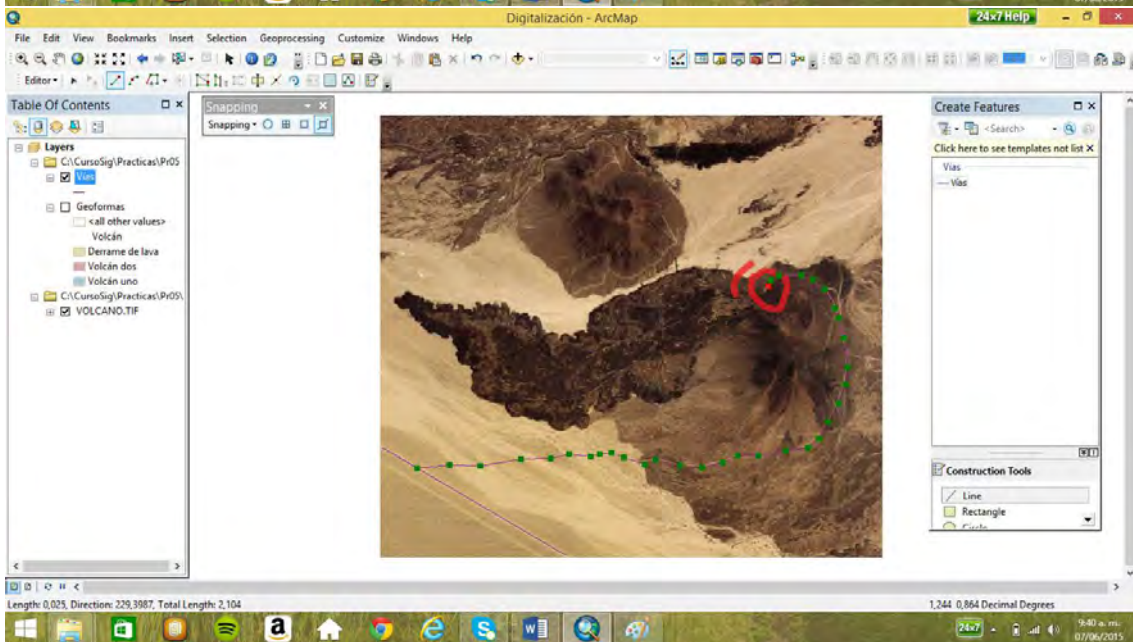 Digitalización - ArcMap
24x7 Help
File Edit View Bookmarks Insert Selection Geoprocessing Customize Windows Help
Editor
Table Of Contents
Layers
C:\CursoSig\Practicas\Pr05
Vías
Geoformas
<all other values>
Volcán
Derrame de lava
Volcán dos
Volcán uno
C:\CursoSig\Practicas\Pr05\
VOLCANO.TIF
Snapping
Snapping
Create Features
<Search>
Click here to see templates not list
Vías
Vías
Construction Tools
Line
Rectangle
Circle
Length: 0,025, Direction: 229,3987, Total Length: 2,104
1,244 0,864 Decimal Degrees
24x7
9:40 a. m.
07/06/2015